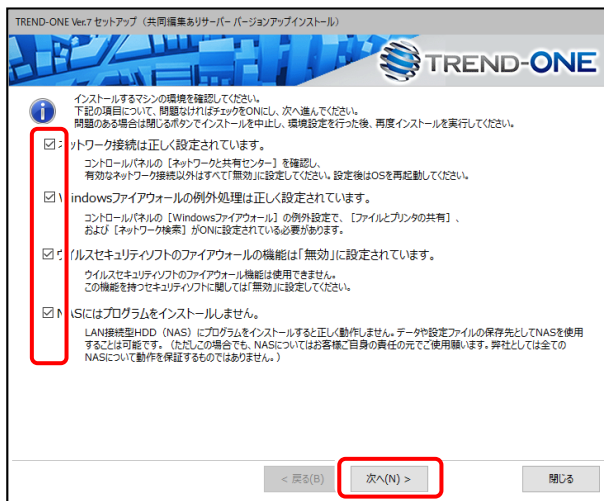 TREND-ONE Ver.7 セットアップ（共同編集ありサーバー バージョンアップインストール）
TREND-ONE
インストールするマシンの環境を確認してください。
下記の項目について、問題なければチェックをONにし、次へ進んでください。
問題のある場合は閉じるボタンでインストールを中止し、環境設定を行った後、再度インストールを実行してください。
ットワーク接続は正しく設定されています。
コントロールパネルの［ネットワークと共有センター］を確認し、
有効なネットワーク接続以外はすべて「無効」に設定してください。設定後はOSを再起動してください。
indowsファイアウォールの例外処理は正しく設定されています。
コントロールパネルの［Windowsファイアウォール］の例外設定で、［ファイルとプリンタの共有］、
および［ネットワーク検索］がONに設定されている必要があります。
イルスセキュリティソフトのファイアウォールの機能は「無効」に設定されています。
ウイルスセキュリティソフトのファイアウォール機能は使用できません。
この機能を持つセキュリティソフトに関しては「無効」に設定してください。
NASにはプログラムをインストールしません。
LAN接続型HDD（NAS）にプログラムをインストールすると正しく動作しません。データや設定ファイルの保存先としてNASを使用
することは可能です。（ただしこの場合でも、NASについてはお客様ご自身の責任の元でご使用願います。弊社としては全ての
NASについて動作を保証するものではありません。）
< 戻る(B)
次へ(N) >
閉じる